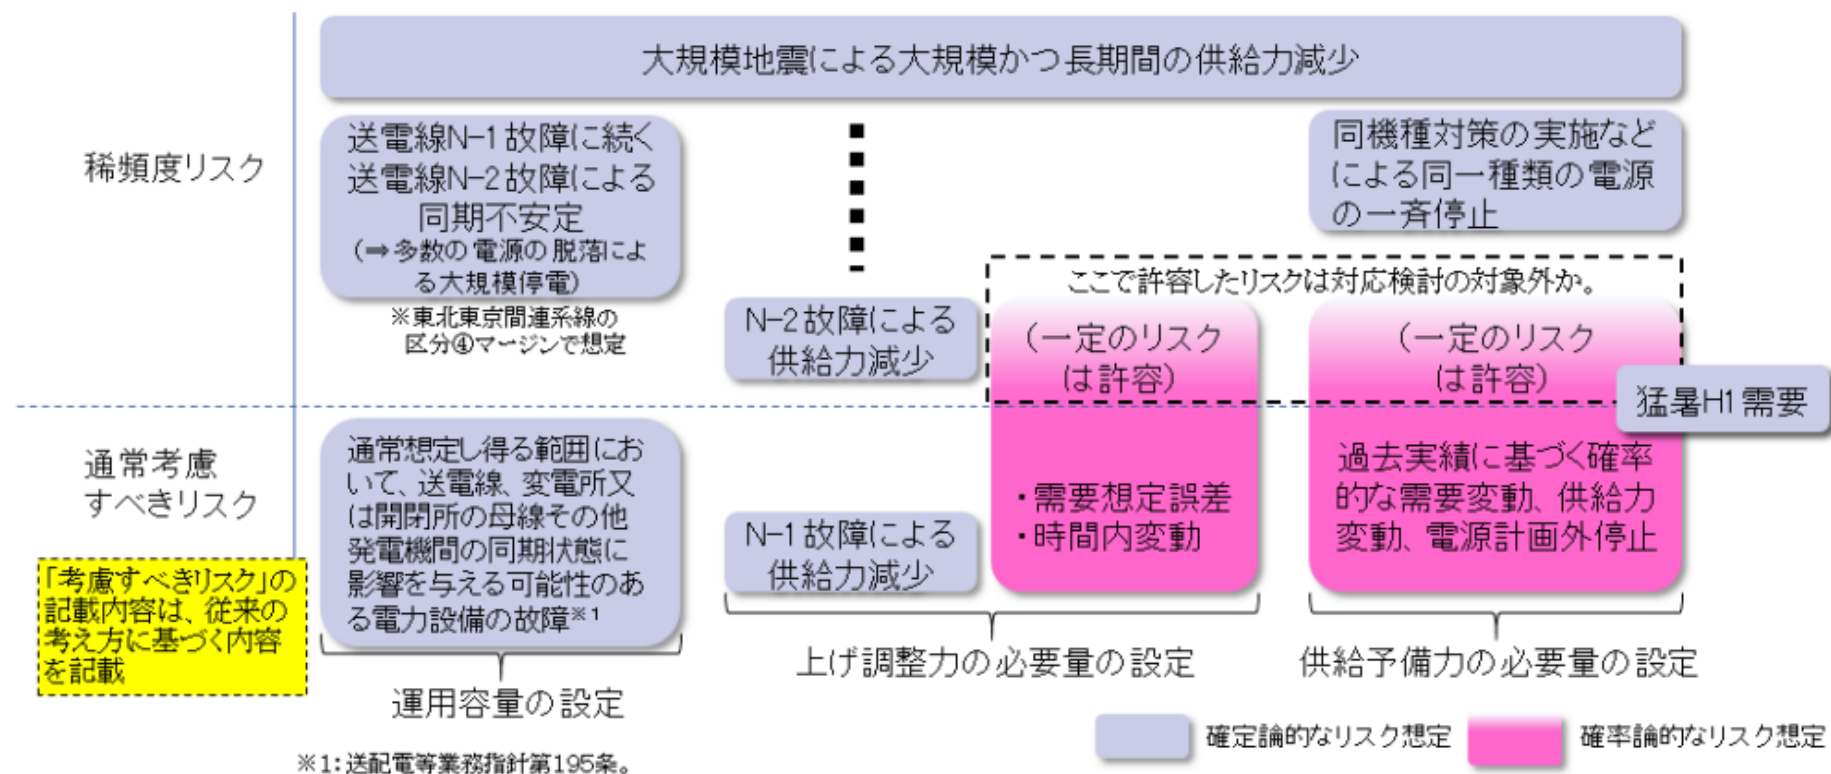 大規模地震による大規模かつ長期間の供給力減少
稀頻度リスク
送電線N-1故障に続く
送電線N-2故障による
同期不安定
(⇒多数の電源の脱落によ
る大規模停電)
※東北東京間連系線の
区分④マージンで想定
同機種対策の実施など
による同一種類の電源
の一斉停止
ここで許容したリスクは対応検討の対象外か。
N-2故障による
供給力減少
(一定のリスク
は許容)
(一定のリスク
は許容)
※猛暑H1需要
通常考慮
すべきリスク
通常想定し得る範囲にお
いて、送電線、変電所又
は開閉所の母線その他
発電機間の同期状態に
影響を与える可能性のあ
る電力設備の故障※1
N-1故障による
供給力減少
・需要想定誤差
・時間内変動
過去実績に基づく確率
的な需要変動、供給力
変動、電源計画外停止
「考慮すべきリスク」の
記載内容は、従来の
考え方に基づく内容
を記載
運用容量の設定
上げ調整力の必要量の設定
供給予備力の必要量の設定
確定論的なリスク想定
確率論的なリスク想定
※1:送配電等業務指針第195条。